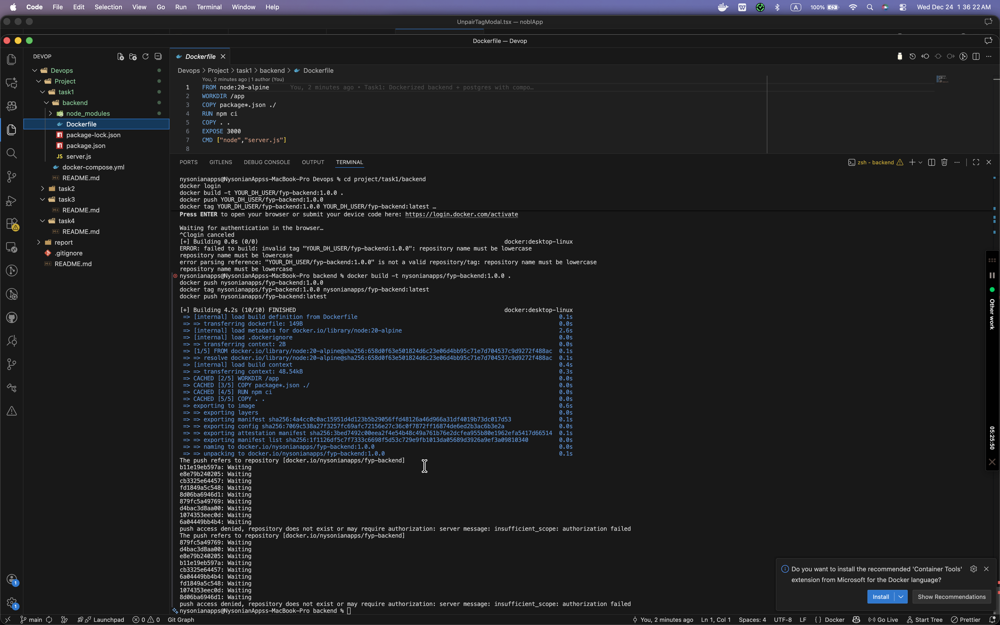 Code File Edit Selection View Go Run Terminal Window Help
A 100% Wed Dec 24 1 36 22 AM
UnpairTagModal.tsx — noblApp
Dockerfile — Devop
DEVOP
Devops
Project
task1
backend
node_modules
Dockerfile
package-lock.json
package.json
JS server.js
docker-compose.yml
README.md
task2
task3
README.md
task4
README.md
report
.gitignore
README.md
Dockerfile
Devops > Project > task1 > backend > Dockerfile
You, 2 minutes ago | 1 author (You)
1 FROM node:20-alpine You, 2 minutes ago • Task1: Dockerized backend + postgres with compo…
2 WORKDIR /app
3 COPY package*.json ./
4 RUN npm ci
5 COPY . .
6 EXPOSE 3000
7 CMD ["node","server.js"]
8
PORTS GITLENS DEBUG CONSOLE OUTPUT TERMINAL
zsh - backend
nysonianapps@NysonianAppss-MacBook-Pro Devops % cd project/task1/backend
docker login
docker build -t YOUR_DH_USER/fyp-backend:1.0.0 .
docker push YOUR_DH_USER/fyp-backend:1.0.0
docker tag YOUR_DH_USER/fyp-backend:1.0.0 YOUR_DH_USER/fyp-backend:latest …
Press ENTER to open your browser or submit your device code here: https://login.docker.com/activate
Waiting for authentication in the browser…
^Clogin canceled
[+] Building 0.0s (0/0) docker:desktop-linux
ERROR: failed to build: invalid tag "YOUR_DH_USER/fyp-backend:1.0.0": repository name must be lowercase
repository name must be lowercase
error parsing reference: "YOUR_DH_USER/fyp-backend:1.0.0" is not a valid repository/tag: repository name must be lowercase
repository name must be lowercase
nysonianapps@NysonianAppss-MacBook-Pro backend % docker build -t nysonianapps/fyp-backend:1.0.0 .
docker push nysonianapps/fyp-backend:1.0.0
docker tag nysonianapps/fyp-backend:1.0.0 nysonianapps/fyp-backend:latest
docker push nysonianapps/fyp-backend:latest
[+] Building 4.2s (10/10) FINISHED docker:desktop-linux
=> [internal] load build definition from Dockerfile 0.1s
=> => transferring dockerfile: 149B 0.0s
=> [internal] load metadata for docker.io/library/node:20-alpine 2.6s
=> [internal] load .dockerignore 0.0s
=> => transferring context: 2B 0.0s
=> [1/5] FROM docker.io/library/node:20-alpine@sha256:658d0f63e501824d6c23e06d4bb95c71e7d704537c9d9272f488ac 0.1s
=> => resolve docker.io/library/node:20-alpine@sha256:658d0f63e501824d6c23e06d4bb95c71e7d704537c9d9272f488ac 0.1s
=> [internal] load build context 0.4s
=> => transferring context: 48.54kB 0.3s
=> CACHED [2/5] WORKDIR /app 0.0s
=> CACHED [3/5] COPY package*.json ./ 0.0s
=> CACHED [4/5] RUN npm ci 0.0s
=> CACHED [5/5] COPY . . 0.0s
=> exporting to image 0.6s
=> => exporting layers 0.0s
=> => exporting manifest sha256:4a4cc0c0ac15951d4d123b5b29056ffd48126a46d966a31df4019b73dc017d53 0.1s
=> => exporting config sha256:7069c538a27f3257fc69afc72156e27c36c0f7872ff16874de6ed2b3ac6b3e2a 0.0s
=> => exporting attestation manifest sha256:3bed7492c00eea2f4e54b48c49a761b76e2dcfea955b80e1962efa5417d66514 0.1s
=> => exporting manifest list sha256:1f1126df5c7f7333c6698f5d53c729e9fb1013da05689d3926a9ef3a09810340 0.0s
=> => naming to docker.io/nysonianapps/fyp-backend:1.0.0 0.0s
=> => unpacking to docker.io/nysonianapps/fyp-backend:1.0.0 0.1s
The push refers to repository [docker.io/nysonianapps/fyp-backend]
b11e19eb597a: Waiting
e8e79b240205: Waiting
cb3325e64457: Waiting
fd1849a5c548: Waiting
8d06ba6946d1: Waiting
879fc5a49769: Waiting
d4bac3d8aa00: Waiting
1074353eec0d: Waiting
6a04449bb4b4: Waiting
push access denied, repository does not exist or may require authorization: server message: insufficient_scope: authorization failed
The push refers to repository [docker.io/nysonianapps/fyp-backend]
879fc5a49769: Waiting
d4bac3d8aa00: Waiting
e8e79b240205: Waiting
b11e19eb597a: Waiting
cb3325e64457: Waiting
6a04449bb4b4: Waiting
fd1849a5c548: Waiting
1074353eec0d: Waiting
8d06ba6946d1: Waiting
push access denied, repository does not exist or may require authorization: server message: insufficient_scope: authorization failed
nysonianapps@NysonianAppss-MacBook-Pro backend %
Other work
05:25:50
Do you want to install the recommended 'Container Tools'
extension from Microsoft for the Docker language?
Install Show Recommendations
1
1
main Launchpad 0 0 Git Graph
You, 2 minutes ago Ln 1, Col 1 Spaces: 4 UTF-8 LF { } Docker Go Live Start Tree Prettier